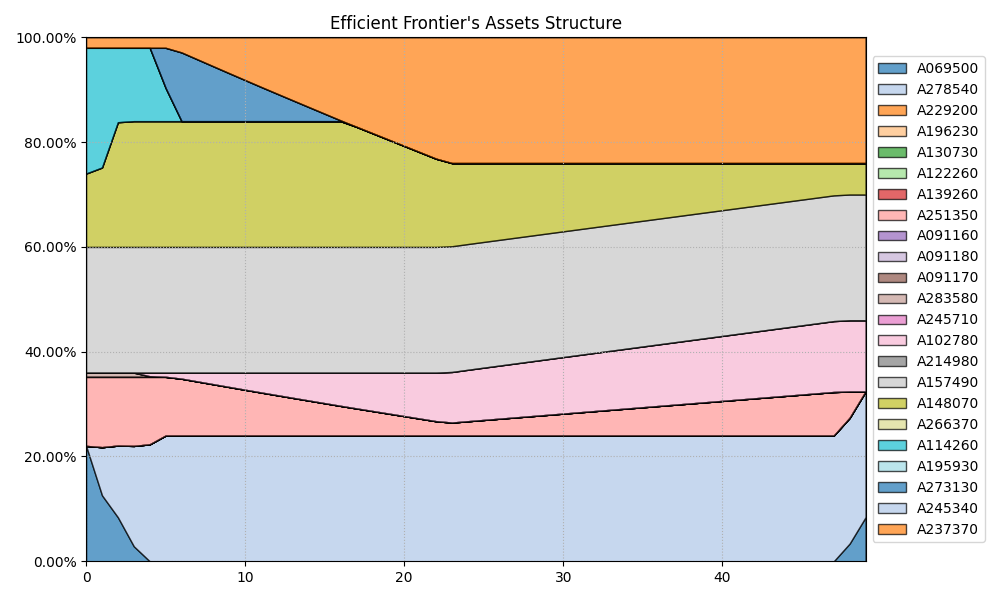 Efficient Frontier's Assets Structure
100.00%
80.00%
60.00%
40.00%
20.00%
0.00%
0
10
20
30
40
A069500
A278540
A229200
A196230
A130730
A122260
A139260
A251350
A091160
A091180
A091170
A283580
A245710
A102780
A214980
A157490
A148070
A266370
A114260
A195930
A273130
A245340
A237370